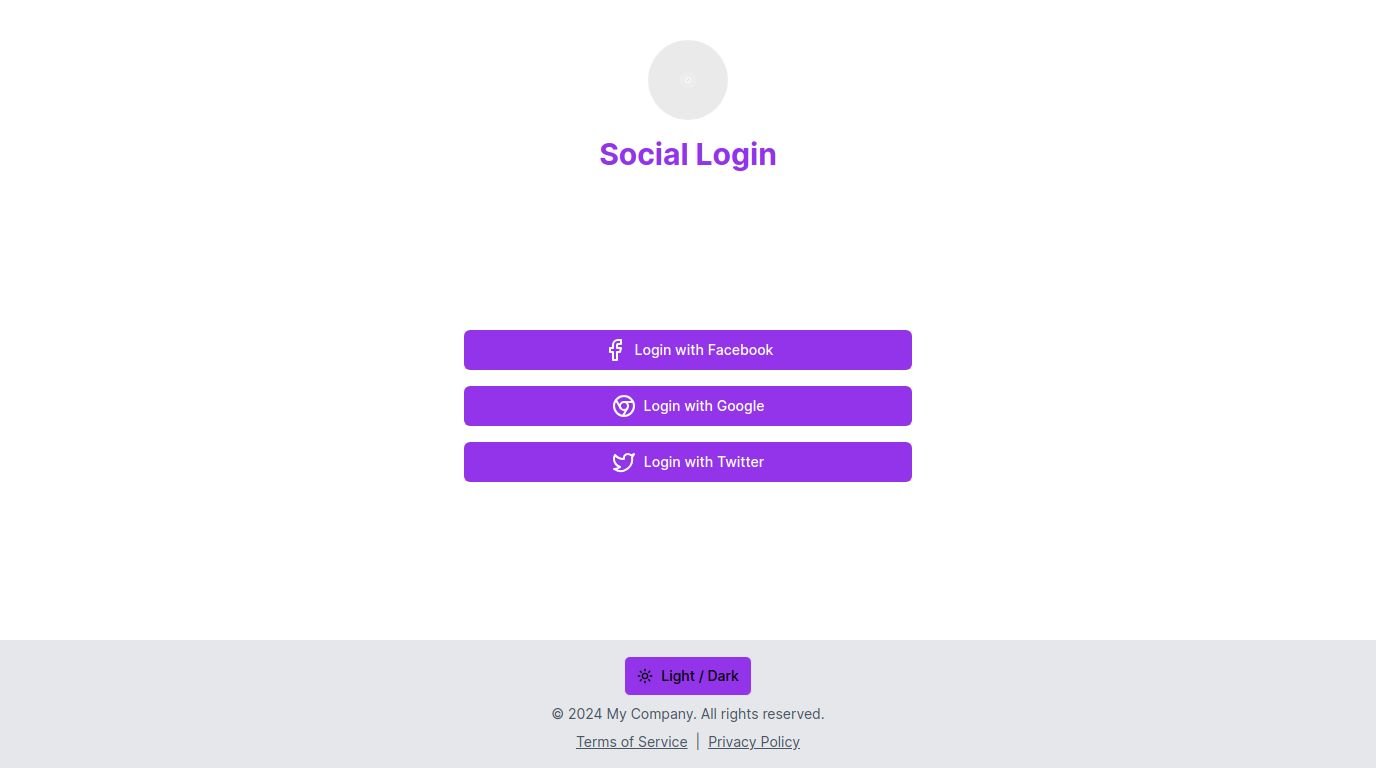 Social Login
Login with Facebook
Login with Google
Login with Twitter
Light / Dark
© 2024 My Company. All rights reserved.
Terms of Service | Privacy Policy